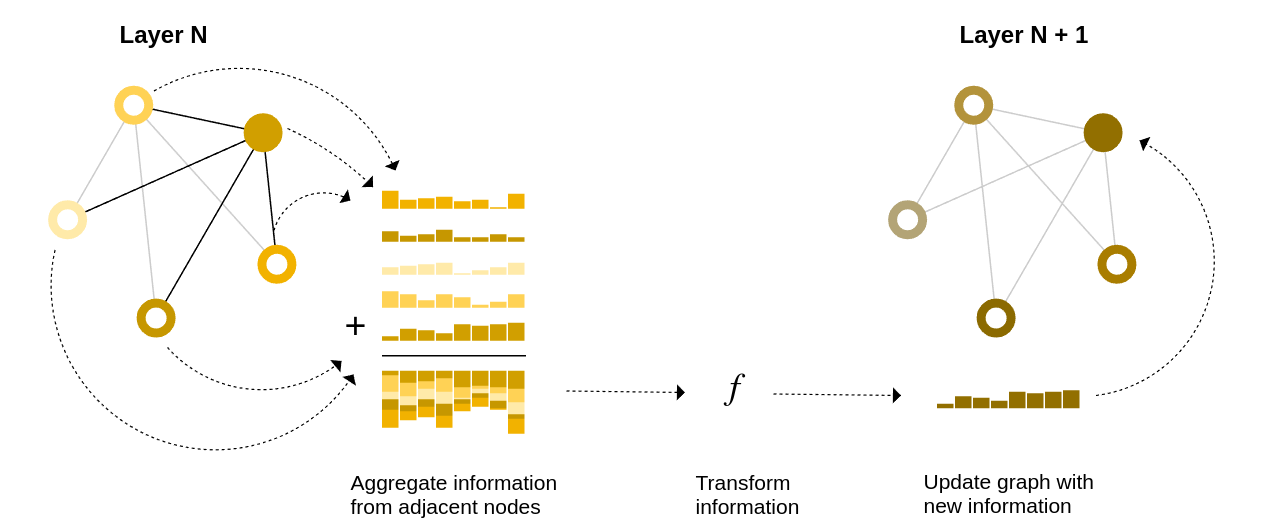 Layer N
Layer N + 1
+
f
Aggregate information
from adjacent nodes
Transform
information
Update graph with
new information